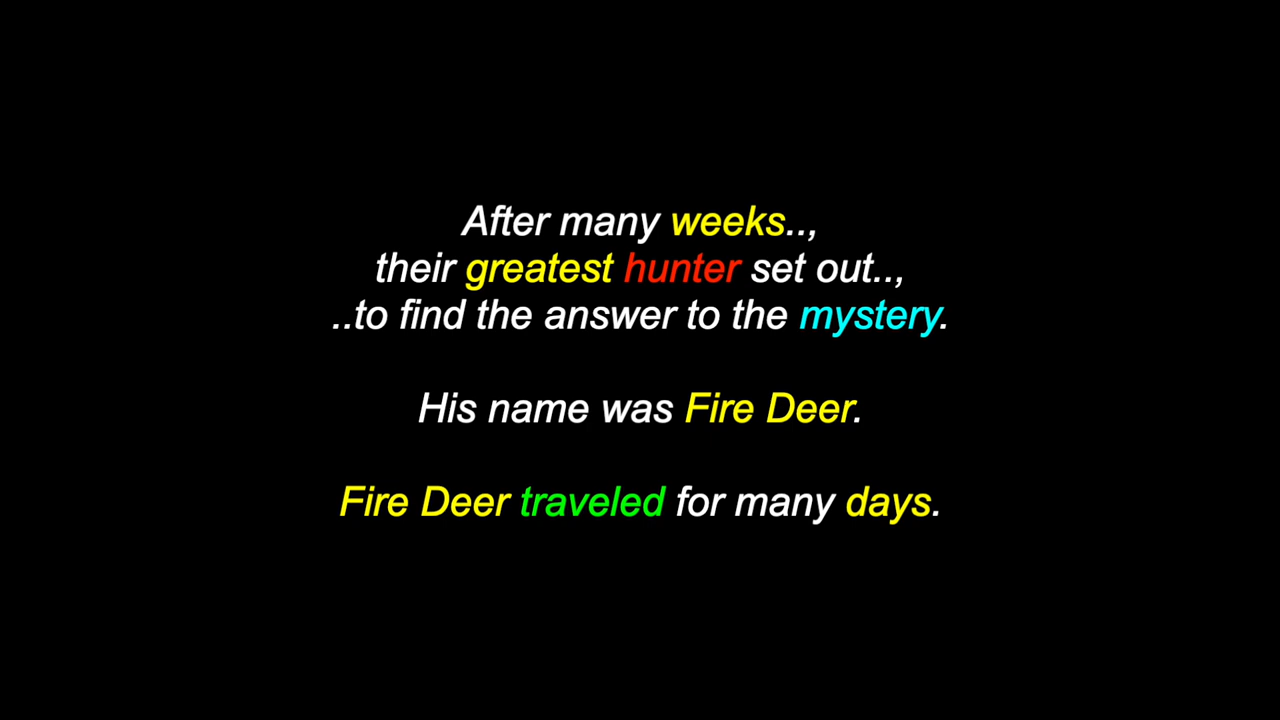 After many weeks..,
their greatest hunter set out..,
..to find the answer to the mystery.
His name was Fire Deer.
Fire Deer traveled for many days.